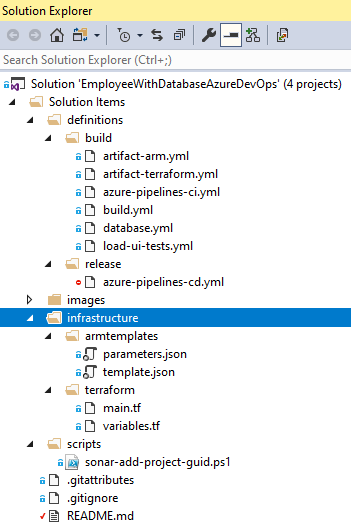 Solution Explorer
Search Solution Explorer (Ctrl+;)
Solution 'EmployeeWithDatabaseAzureDevOps' (4 projects)
Solution Items
definitions
build
artifact-arm.yml
artifact-terraform.yml
azure-pipelines-ci.yml
build.yml
database.yml
load-ui-tests.yml
release
azure-pipelines-cd.yml
images
infrastructure
armtemplates
parameters.json
template.json
terraform
main.tf
variables.tf
scripts
sonar-add-project-guid.ps1
.gitattributes
.gitignore
README.md